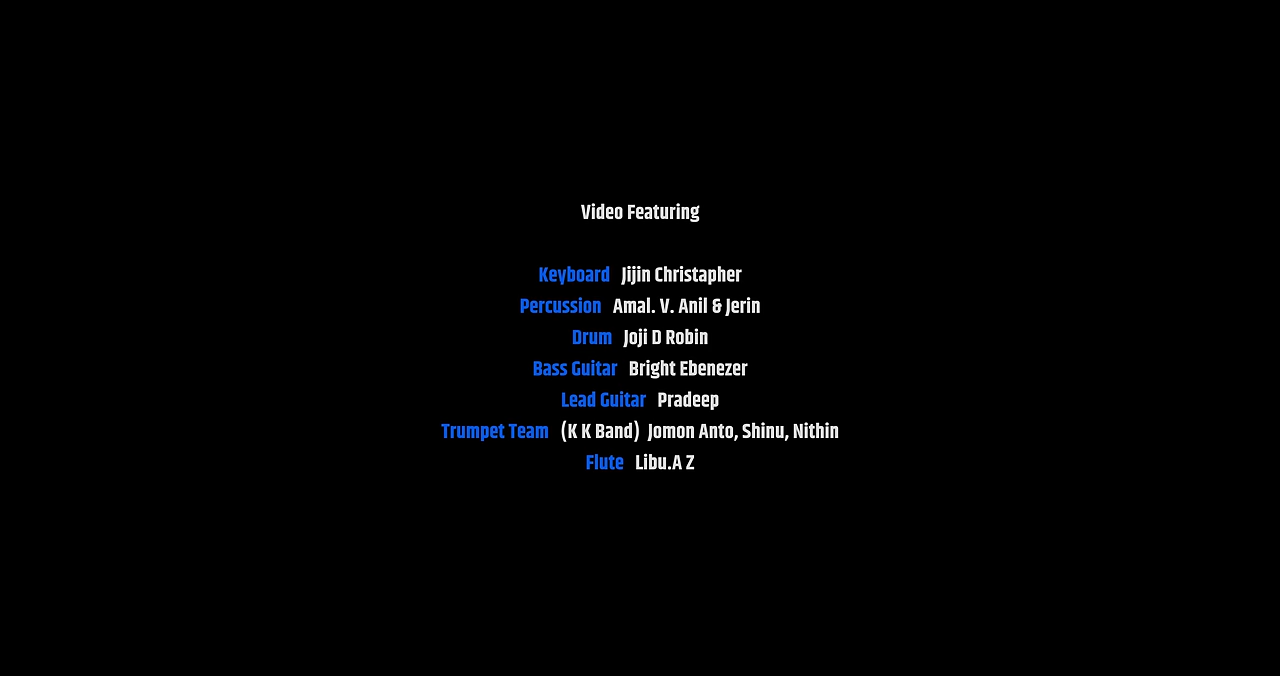 Video Featuring
Keyboard Jijin Christapher
Percussion Amal. V. Anil & Jerin
Drum Joji D Robin
Bass Guitar Bright Ebenezer
Lead Guitar Pradeep
Trumpet Team (K K Band) Jomon Anto, Shinu, Nithin
Flute Libu.A Z